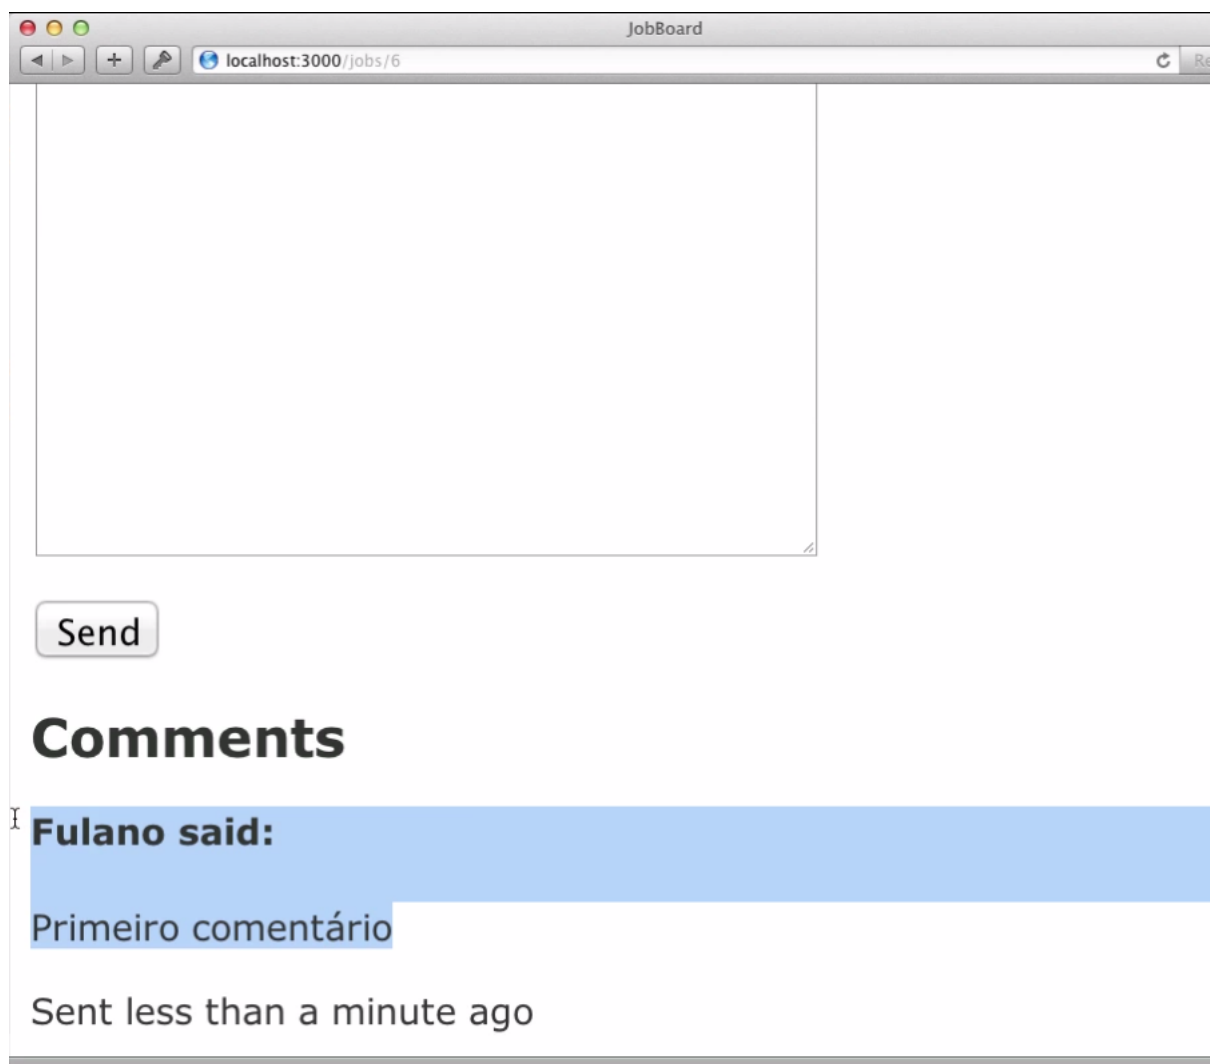 JobBoard
localhost:3000/jobs/6
Send
Comments
Fulano said:
Primeiro comentário
Sent less than a minute ago